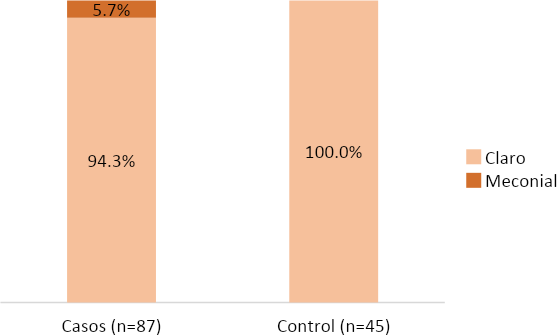 5.7%
94.3%
100.0%
Claro
Meconial
Casos (n=87)
Control (n=45)